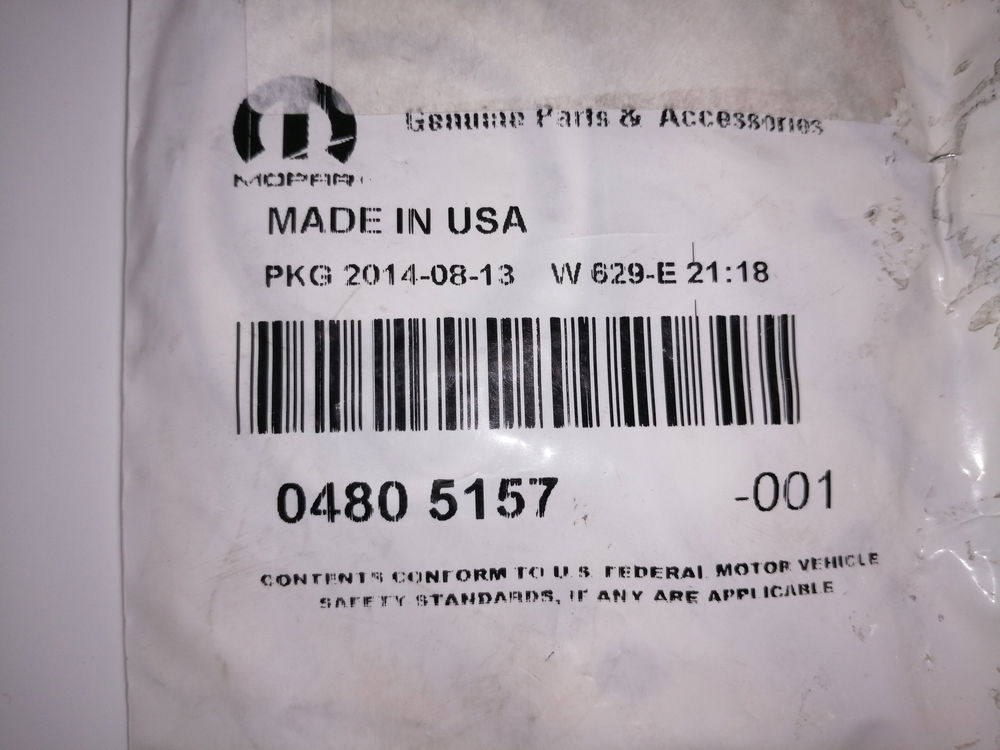 Genuine Parts & Accessories
MOPAR
MADE IN USA
PKG 2014-08-13 W 629-E 21:18
0480 5157 -001
CONTENTS CONFORM TO U.S. FEDERAL MOTOR VEHICLE
SAFETY STANDARDS, IF ANY ARE APPLICABLE